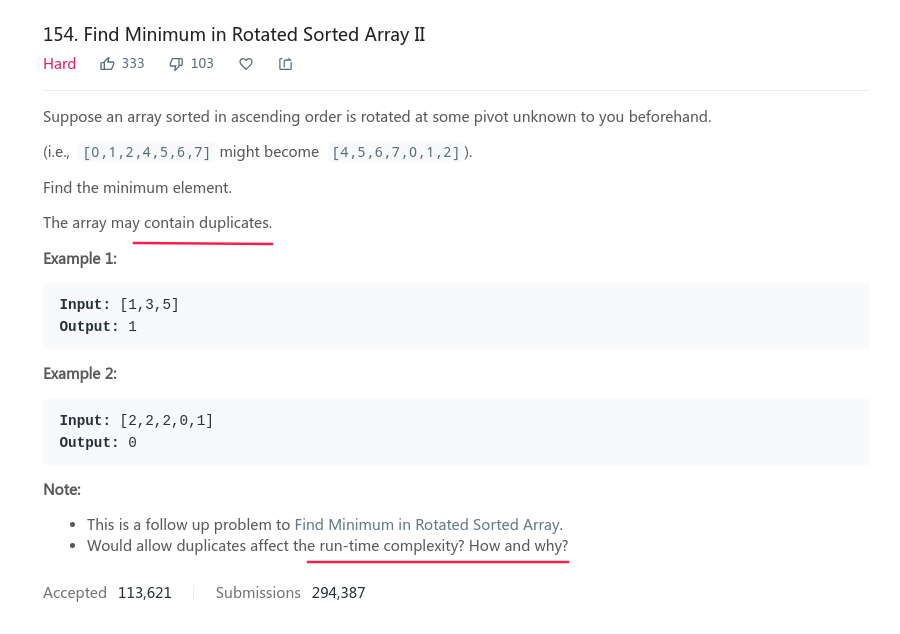 154. Find Minimum in Rotated Sorted Array II
Hard 333 103
Suppose an array sorted in ascending order is rotated at some pivot unknown to you beforehand.
(i.e., [0,1,2,4,5,6,7] might become [4,5,6,7,0,1,2]).
Find the minimum element.
The array may contain duplicates.
Example 1:
Input: [1,3,5]
Output: 1
Example 2:
Input: [2,2,2,0,1]
Output: 0
Note:
• This is a follow up problem to Find Minimum in Rotated Sorted Array.
• Would allow duplicates affect the run-time complexity? How and why?
Accepted 113,621 Submissions 294,387